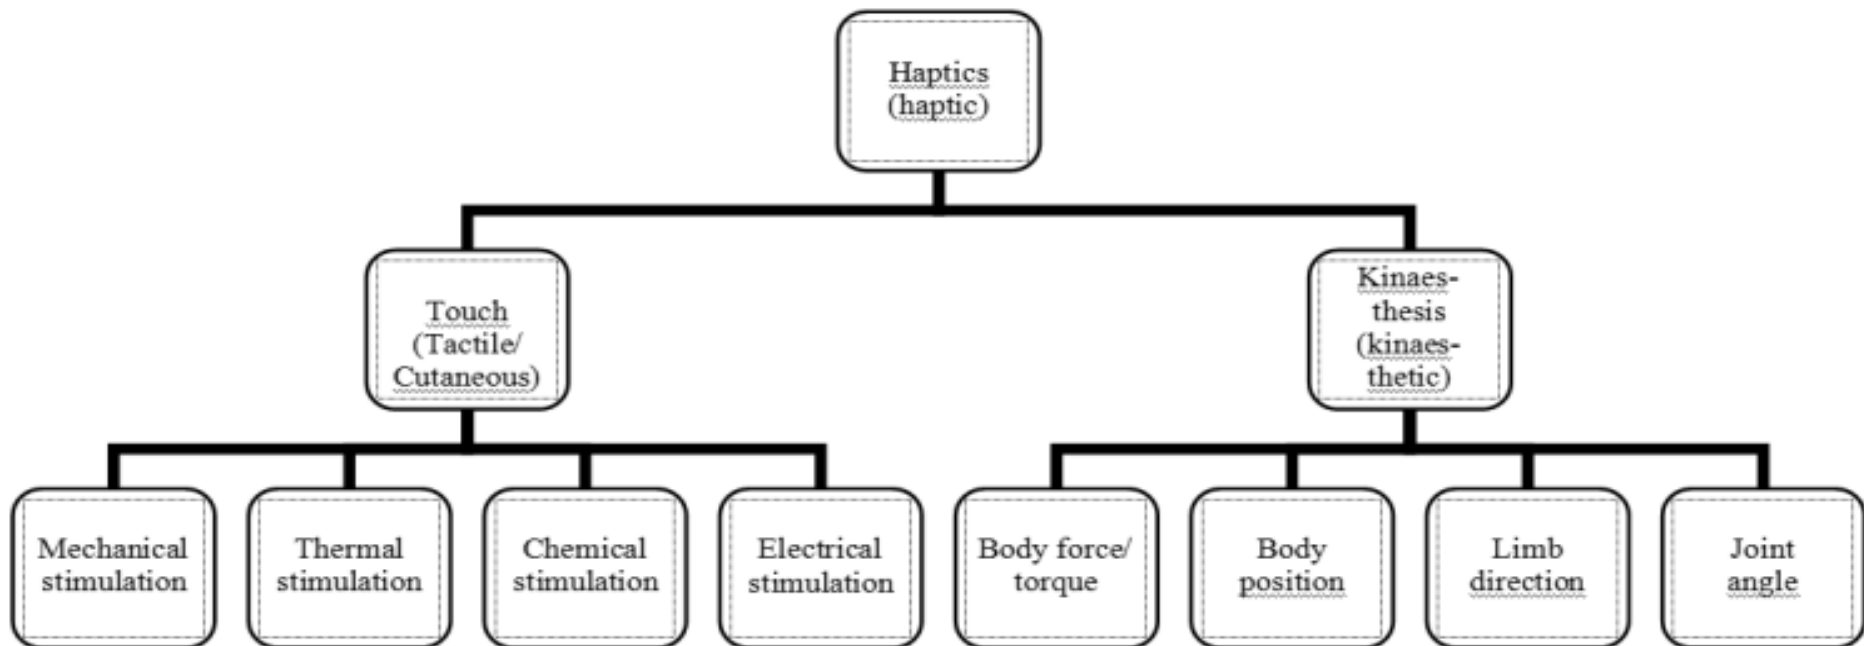 Haptics
(haptic)
Touch
(Tactile/
Cutaneous)
Kinaes-
thesis
(kinaes-
thetic)
Mechanical
stimulation
Thermal
stimulation
Chemical
stimulation
Electrical
stimulation
Body force/
torque
Body
position
Limb
direction
Joint
angle